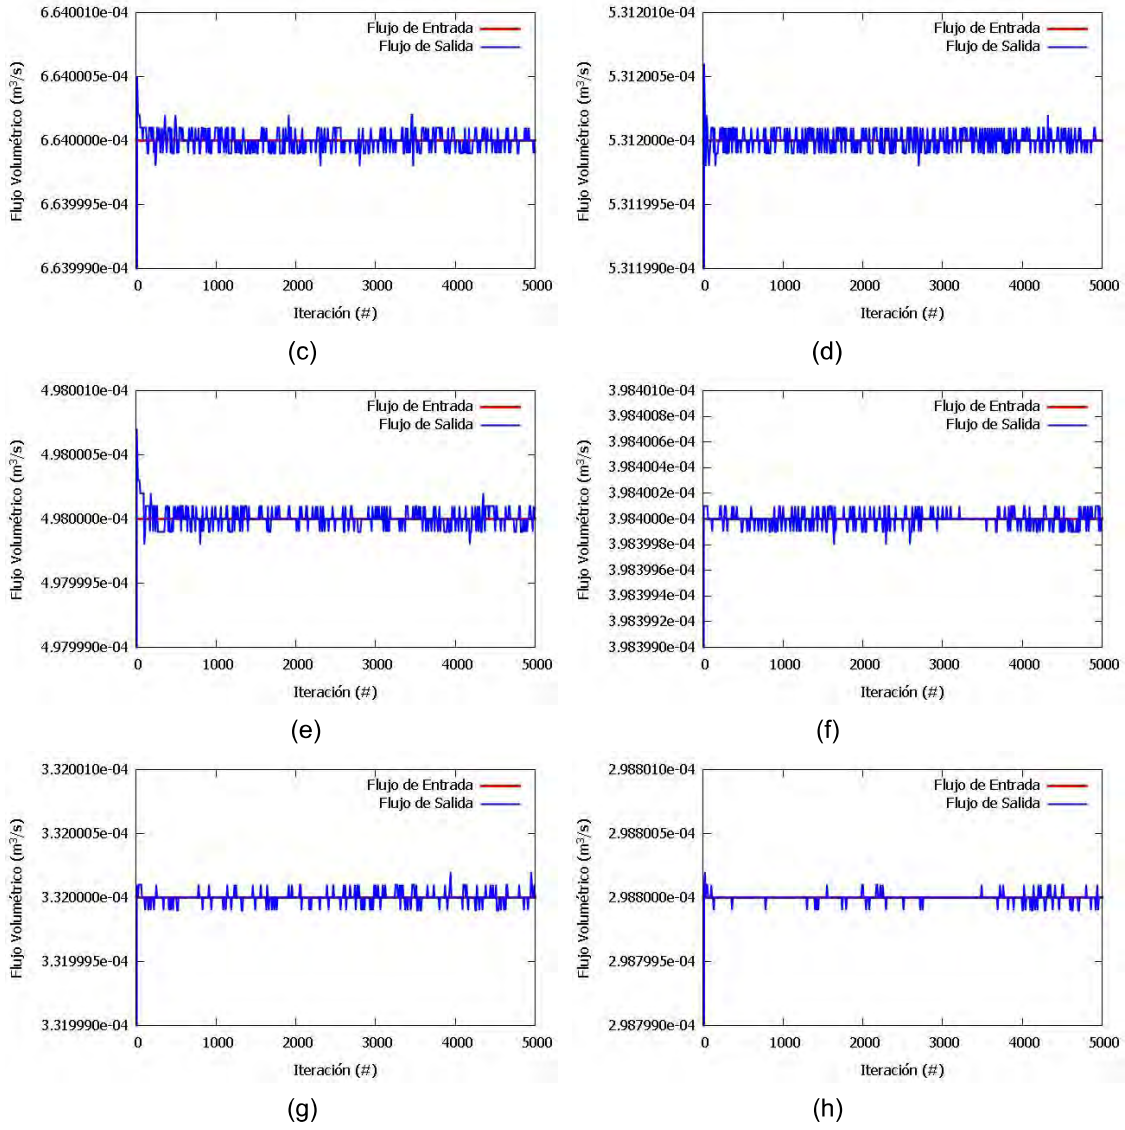 6.640010e-04
6.640005e-04
6.640000e-04
6.639995e-04
6.639990e-04
Flujo Volumétrico (m³/s)
Flujo de Entrada
Flujo de Salida
0 1000 2000 3000 4000 5000
Iteración (#)
(c)
5.312010e-04
5.312005e-04
5.312000e-04
5.311995e-04
5.311990e-04
Flujo Volumétrico (m³/s)
Flujo de Entrada
Flujo de Salida
0 1000 2000 3000 4000 5000
Iteración (#)
(d)
4.980010e-04
4.980005e-04
4.980000e-04
4.979995e-04
4.979990e-04
Flujo Volumétrico (m³/s)
Flujo de Entrada
Flujo de Salida
0 1000 2000 3000 4000 5000
Iteración (#)
(e)
3.984010e-04
3.984008e-04
3.984006e-04
3.984004e-04
3.984002e-04
3.984000e-04
3.983998e-04
3.983996e-04
3.983994e-04
3.983992e-04
3.983990e-04
Flujo Volumétrico (m³/s)
Flujo de Entrada
Flujo de Salida
0 1000 2000 3000 4000 5000
Iteración (#)
(f)
3.320010e-04
3.320005e-04
3.320000e-04
3.319995e-04
3.319990e-04
Flujo Volumétrico (m³/s)
Flujo de Entrada
Flujo de Salida
0 1000 2000 3000 4000 5000
Iteración (#)
(g)
2.988010e-04
2.988005e-04
2.988000e-04
2.987995e-04
2.987990e-04
Flujo Volumétrico (m³/s)
Flujo de Entrada
Flujo de Salida
0 1000 2000 3000 4000 5000
Iteración (#)
(h)